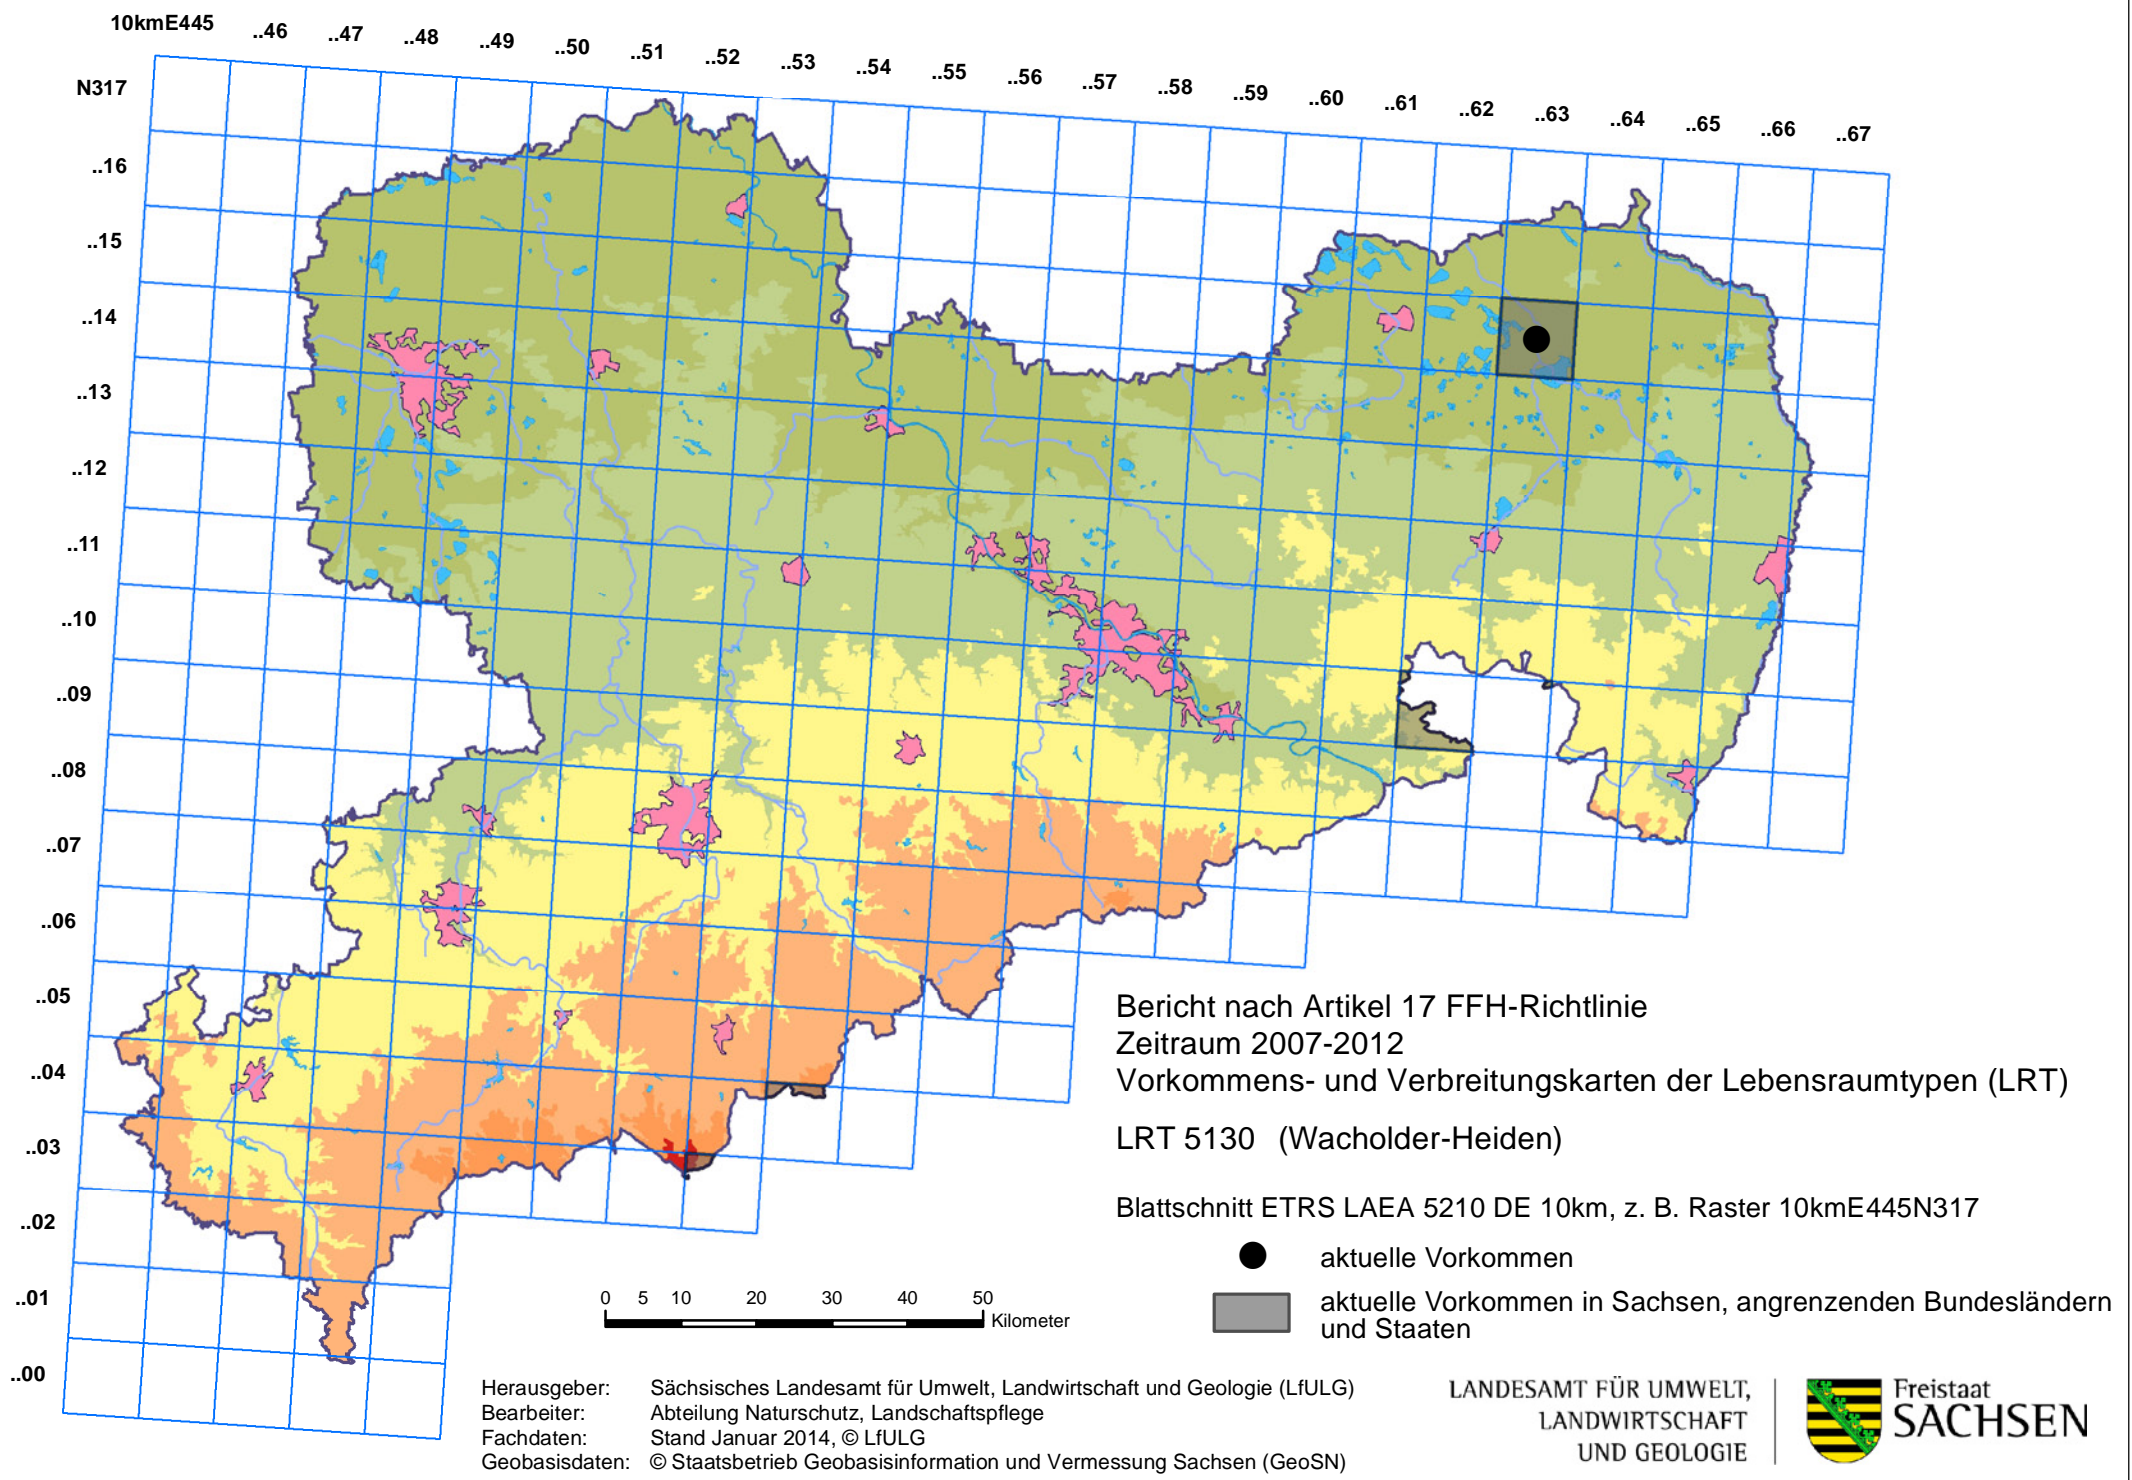 10kmE445 ..46 ..47 ..48 ..49 ..50 ..51 ..52 ..53 ..54 ..55 ..56 ..57 ..58 ..59 ..60 ..61 ..62 ..63 ..64 ..65 ..66 ..67
N317
..16
..15
..14
..13
..12
..11
..10
..09
..08
..07
..06
..05
..04
..03
..02
..01
..00
Bericht nach Artikel 17 FFH-Richtlinie
Zeitraum 2007-2012
Vorkommens- und Verbreitungskarten der Lebensraumtypen (LRT)
LRT 5130 (Wacholder-Heiden)
Blattschnitt ETRS LAEA 5210 DE 10km, z. B. Raster 10kmE445N317
aktuelle Vorkommen
aktuelle Vorkommen in Sachsen, angrenzenden Bundesländern
und Staaten
0 5 10 20 30 40 50
Kilometer
Herausgeber: Sächsisches Landesamt für Umwelt, Landwirtschaft und Geologie (LfULG)
Bearbeiter: Abteilung Naturschutz, Landschaftspflege
Fachdaten: Stand Januar 2014, © LfULG
Geobasisdaten: © Staatsbetrieb Geobasisinformation und Vermessung Sachsen (GeoSN)
LANDESAMT FÜR UMWELT,
LANDWIRTSCHAFT
UND GEOLOGIE
Freistaat
SACHSEN